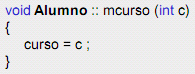 void Alumno :: mcurso (int c)
{
curso = c ;
}